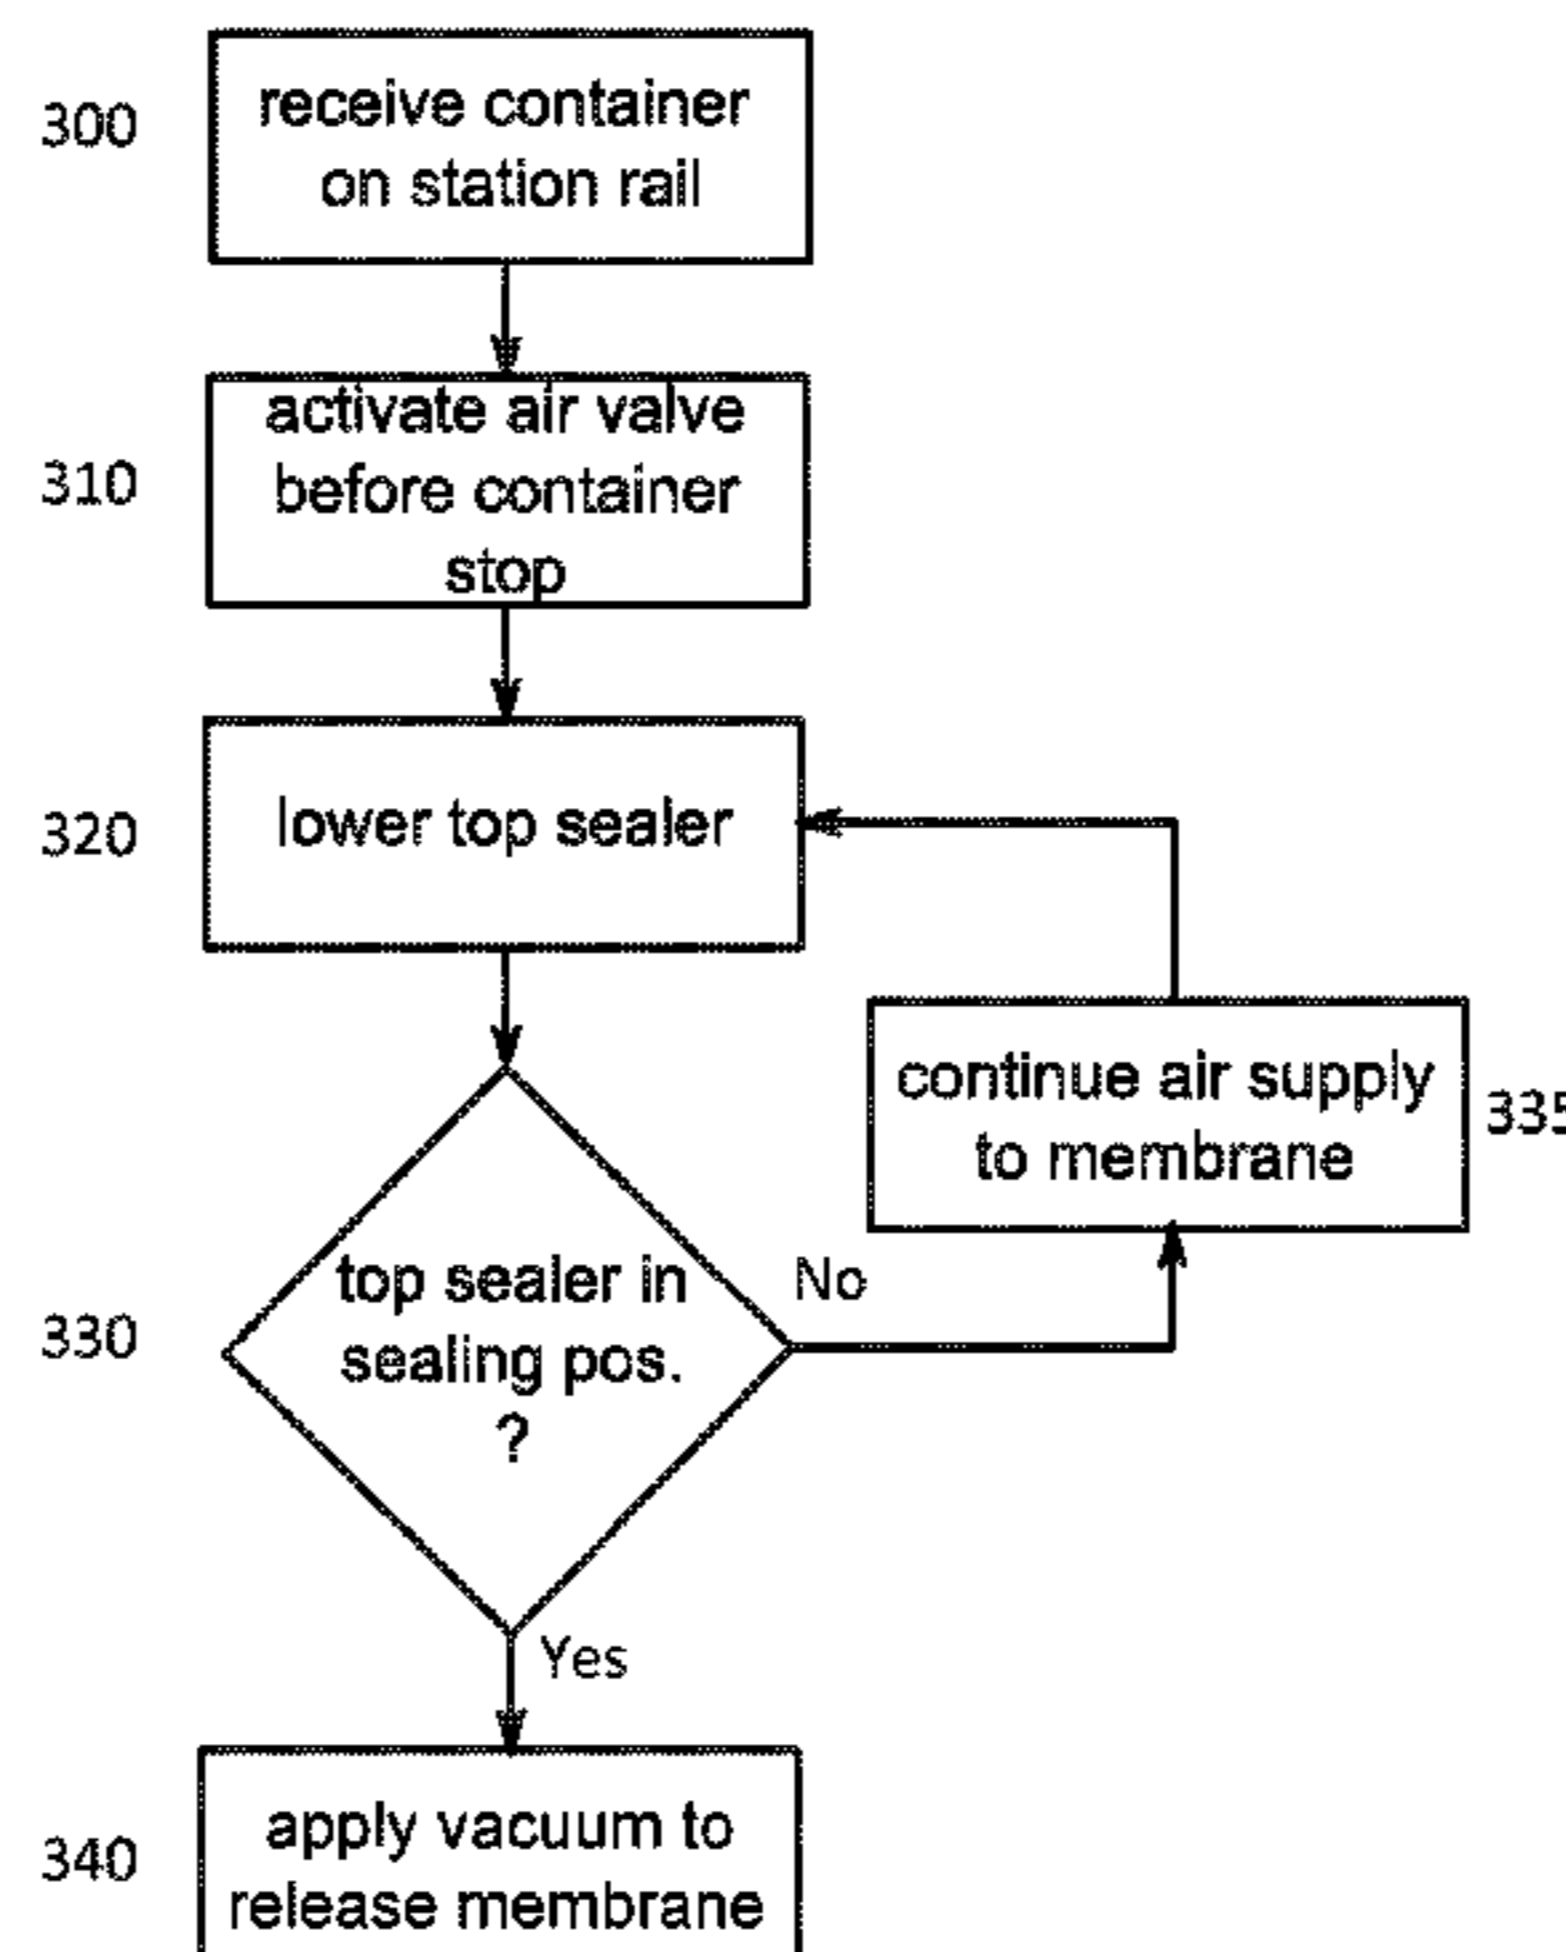 300
receive container
on station rail
310
activate air valve
before container
stop
320
lower top sealer
continue air supply
to membrane
335
330
top sealer in
sealing pos.
?
No
Yes
340
apply vacuum to
release membrane